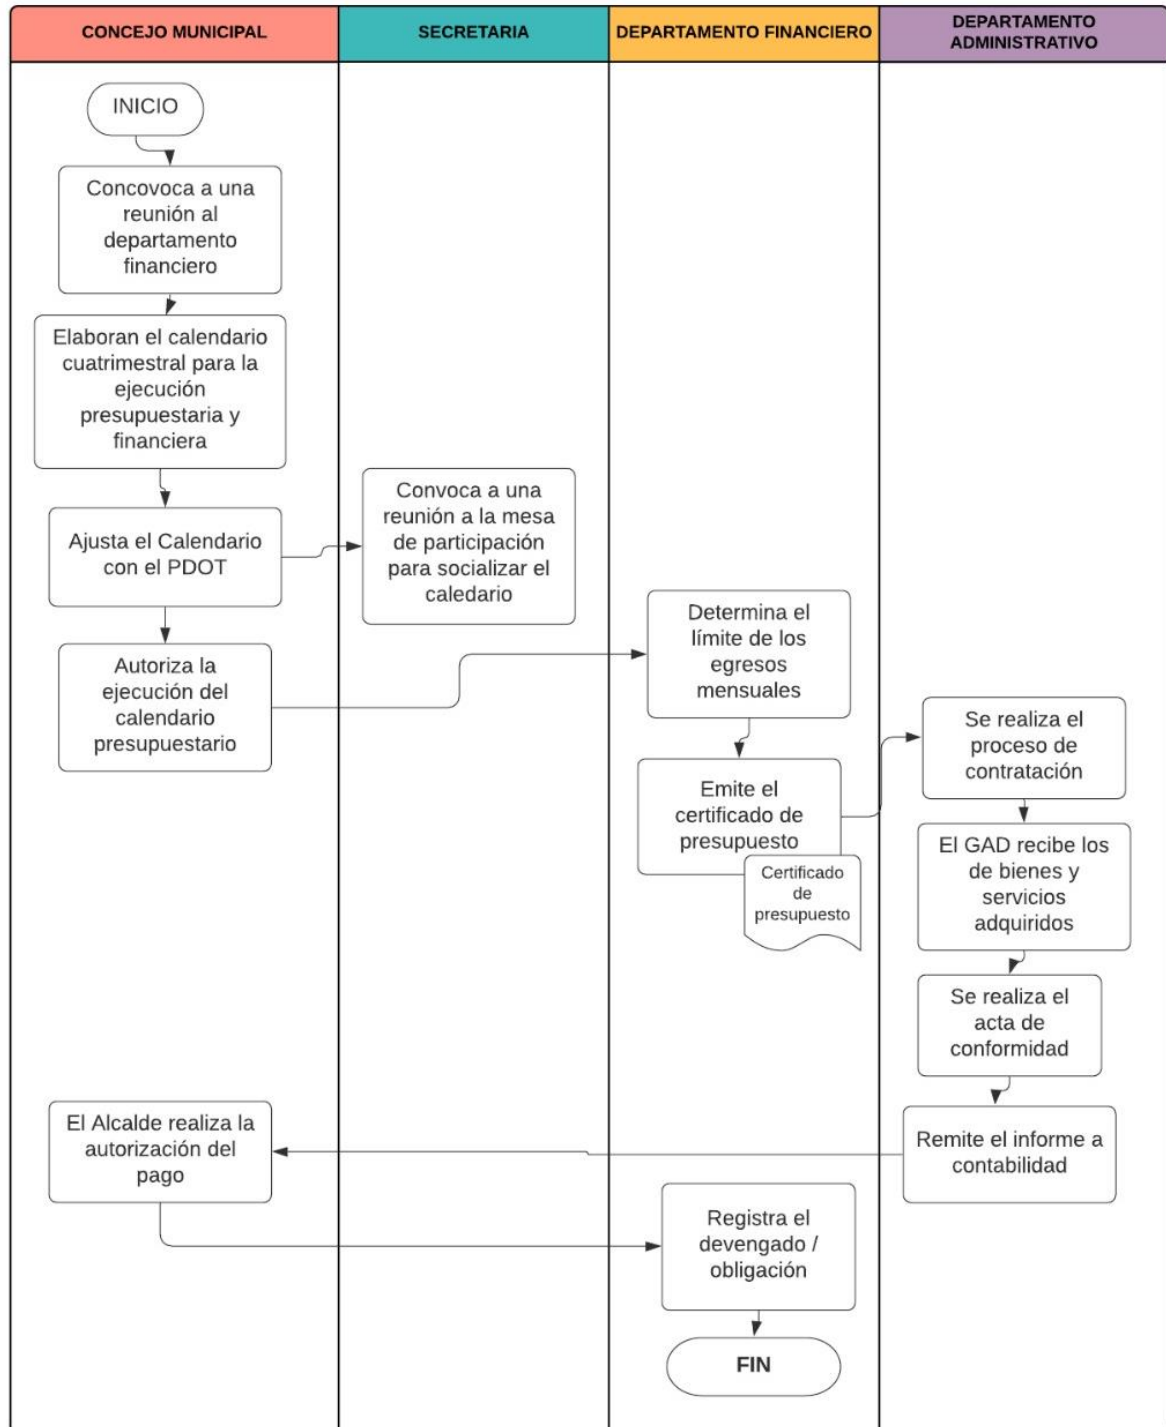 CONCEJO MUNICIPAL
SECRETARIA
DEPARTAMENTO FINANCIERO
DEPARTAMENTO
ADMINISTRATIVO
INICIO
Concovoca a una
reunión al
departamento
financiero
Elaboran el calendario
cuatrimestral para la
ejecución
presupuestaria y
financiera
Ajusta el Calendario
con el PDOT
Convoca a una
reunión a la mesa
de participación
para socializar el
caledario
Autoriza la
ejecución del
calendario
presupuestario
Determina el
límite de los
egresos
mensuales
Emite el
certificado de
presupuesto
Certificado
de
presupuesto
Se realiza el
proceso de
contratación
El GAD recibe los
de bienes y
servicios
adquiridos
Se realiza el
acta de
conformidad
Remite el informe a
contabilidad
El Alcalde realiza la
autorización del
pago
Registra el
devengado /
obligación
FIN